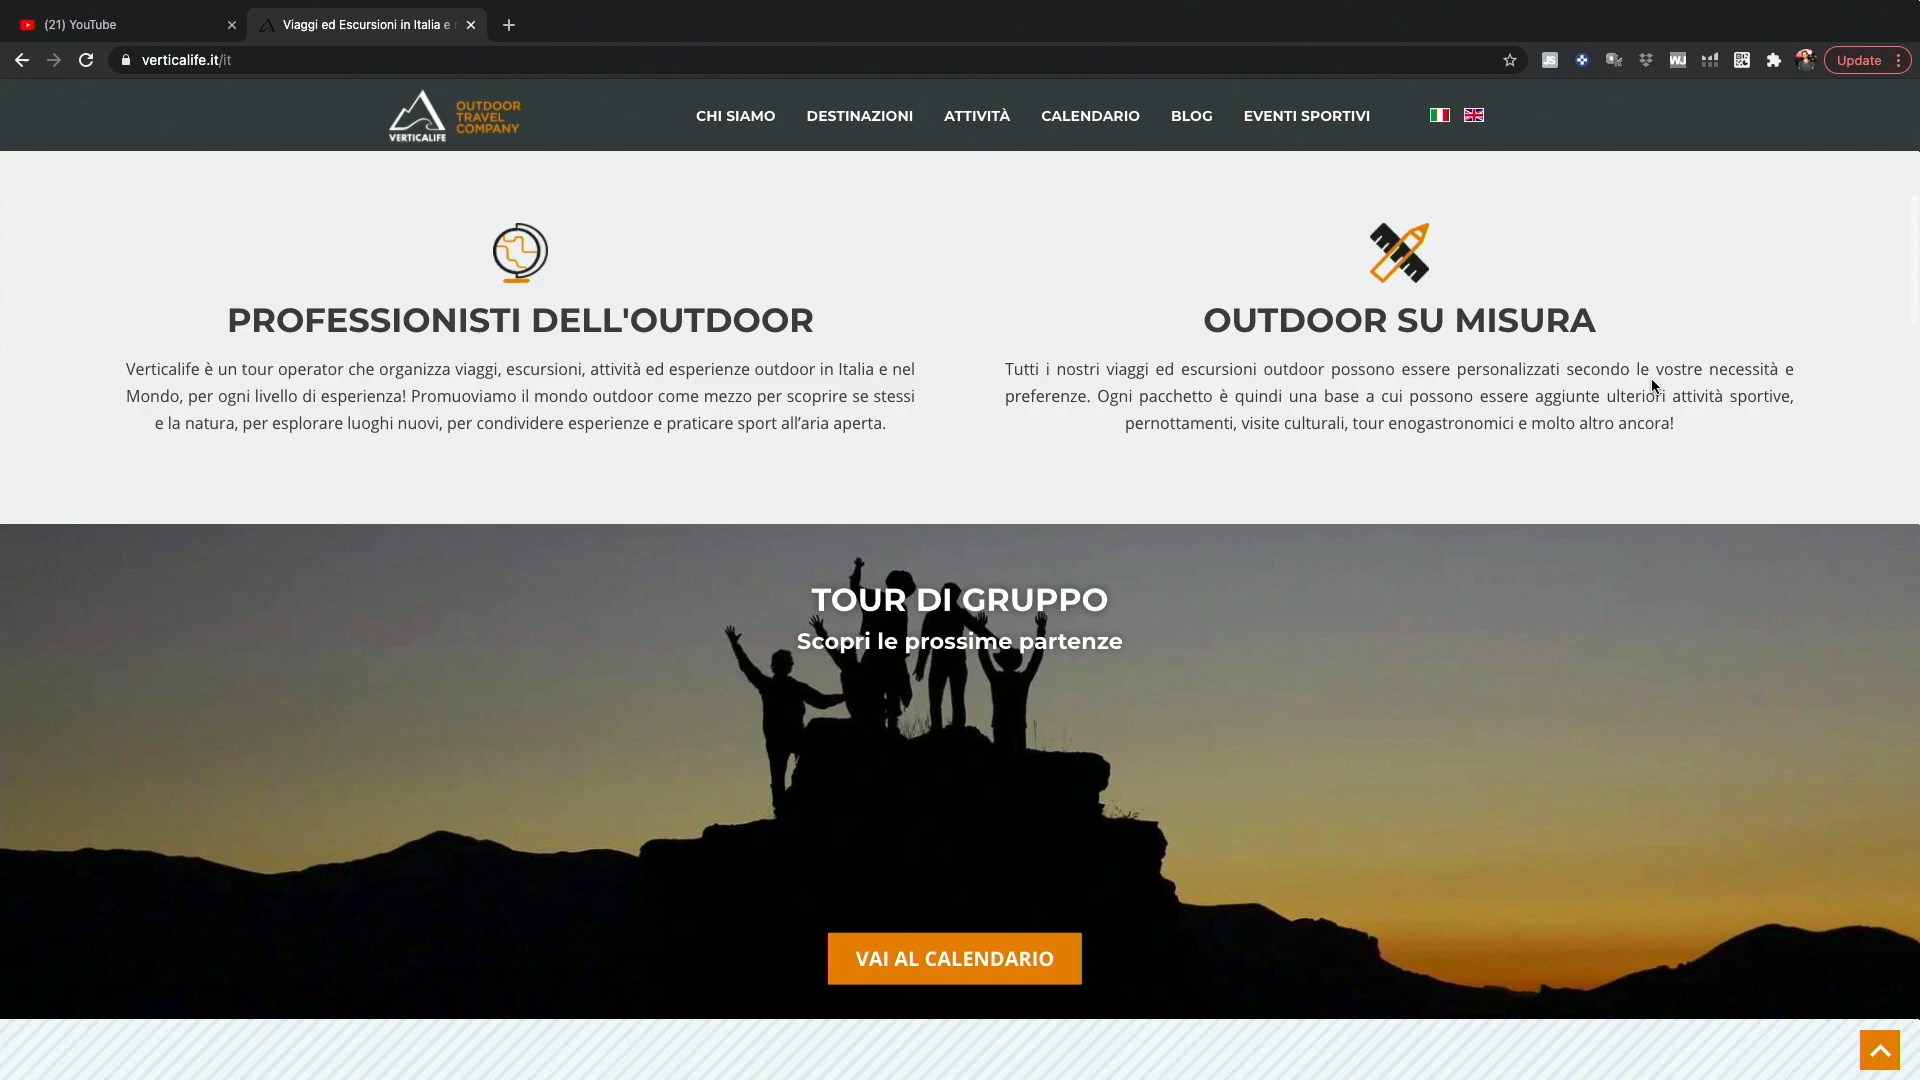 (21) YouTube
Viaggi ed Escursioni in Italia e
verticalife.it/it
JS
WJ
Update
VERTICALIFE
OUTDOOR
TRAVEL
COMPANY
CHI SIAMO
DESTINAZIONI
ATTIVITÀ
CALENDARIO
BLOG
EVENTI SPORTIVI
PROFESSIONISTI DELL'OUTDOOR
Verticalife è un tour operator che organizza viaggi, escursioni, attività ed esperienze outdoor in Italia e nel
Mondo, per ogni livello di esperienza! Promuoviamo il mondo outdoor come mezzo per scoprire se stessi
e la natura, per esplorare luoghi nuovi, per condividere esperienze e praticare sport all’aria aperta.
OUTDOOR SU MISURA
Tutti i nostri viaggi ed escursioni outdoor possono essere personalizzati secondo le vostre necessità e
preferenze. Ogni pacchetto è quindi una base a cui possono essere aggiunte ulteriori attività sportive,
pernottamenti, visite culturali, tour enogastronomici e molto altro ancora!
TOUR DI GRUPPO
Scopri le prossime partenze
VAI AL CALENDARIO